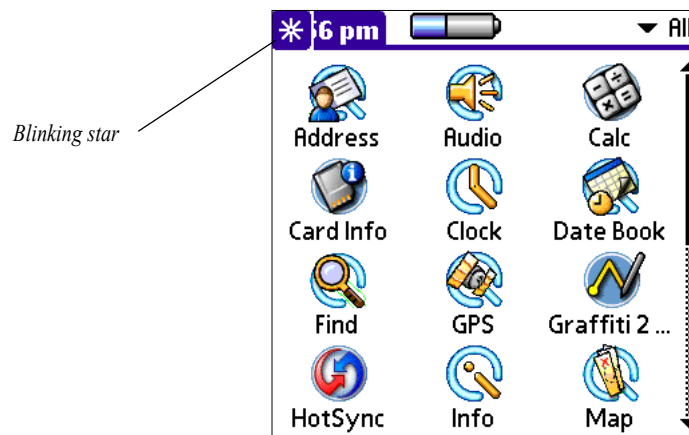 6 pm All
Blinking star
Address Audio Calc
Card Info Clock Date Book
Find GPS Graffiti 2 ...
HotSync Info Map